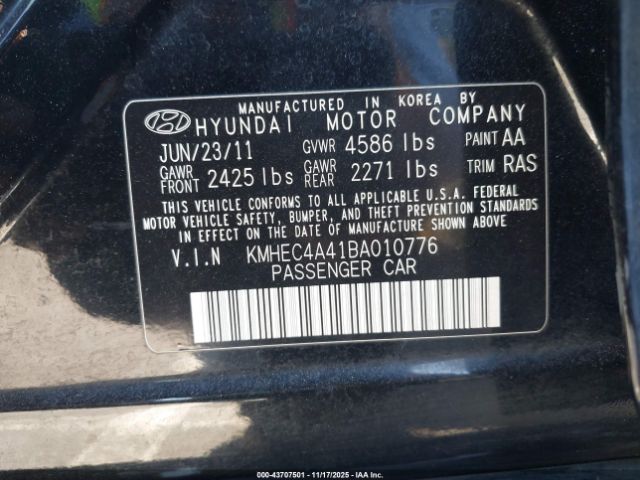 MANUFACTURED IN KOREA BY
HYUNDAI MOTOR COMPANY
JUN/23/11 GVWR 4586 lbs PAINT AA
GAWR FRONT 2425 lbs GAWR REAR 2271 lbs TRIM RAS
THIS VEHICLE CONFORMS TO ALL APPLICABLE U.S.A. FEDERAL
MOTOR VEHICLE SAFETY, BUMPER, AND THEFT PREVENTION STANDARDS
IN EFFECT ON THE DATE OF MANUFACTURE SHOWN ABOVE
V.I.N KMHEC4A41BA010776
PASSENGER CAR
000-43707501 - 11/17/2025 - IAA Inc.